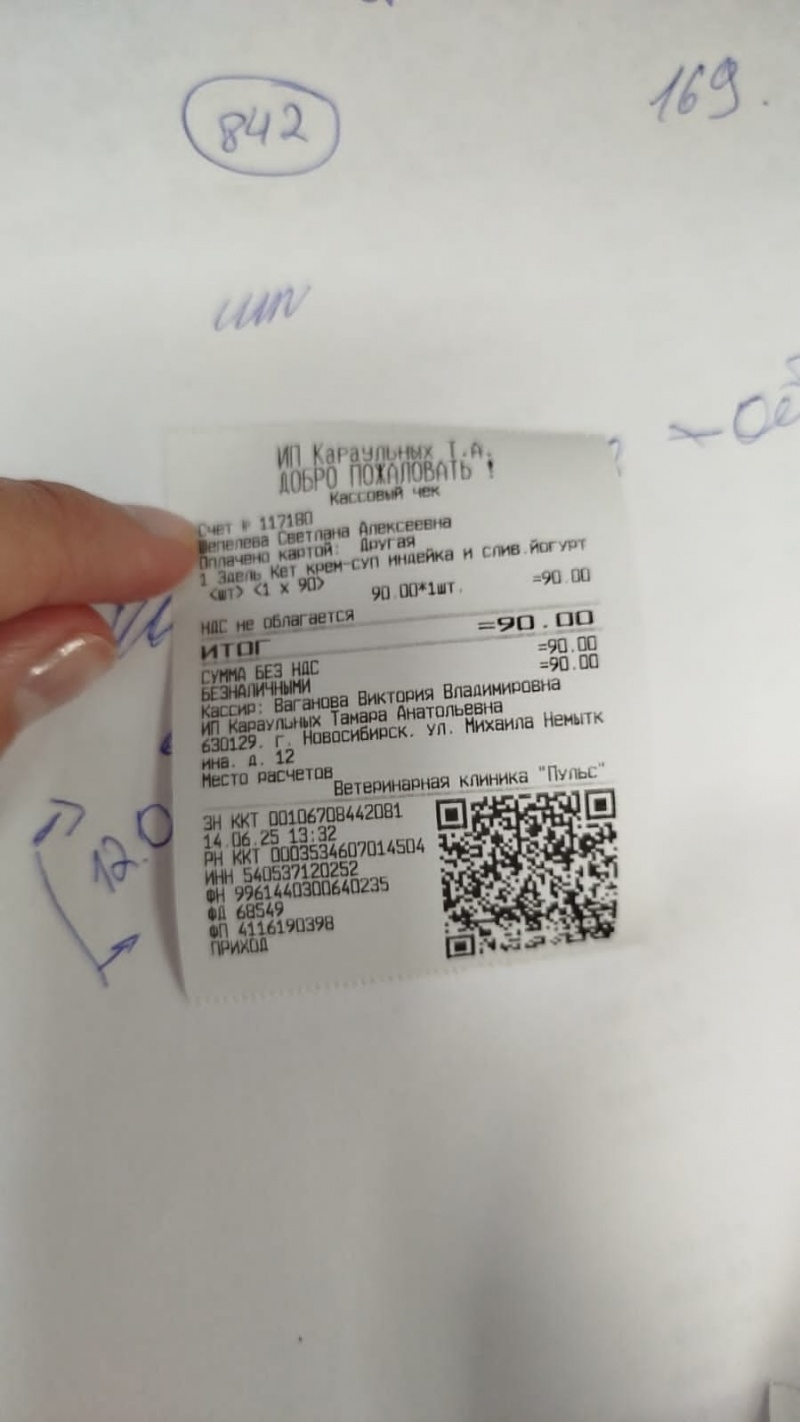 842
169.
ИП Караульных Т.А.
ДОБРО ПОЖАЛОВАТЬ !
Кассовый чек
Счет № 117180
Шепелева Светлана Алексеевна
Оплачено картой: Другая
1 Эдель Кет крем-суп индейка и слив.йогурт
<шт> <1 x 90> 90.00*1шт. =90.00
НДС не облагается
ИТОГ =90.00
СУММА БЕЗ НДС =90.00
БЕЗНАЛИЧНЫМИ =90.00
Кассир: Ваганова Виктория Владимировна
ИП Караульных Тамара Анатольевна
630129. г. Новосибирск. ул. Михаила Немытк
ина. д. 12
Место расчетов
Ветеринарная клиника "Пульс"
ЗН ККТ 00106708442081
14.06.25 13:32
РН ККТ 0003534607014504
ИНН 540537120252
ФН 9961440300640235
ФД 68549
ФП 4116190398
ПРИХОД
12.0